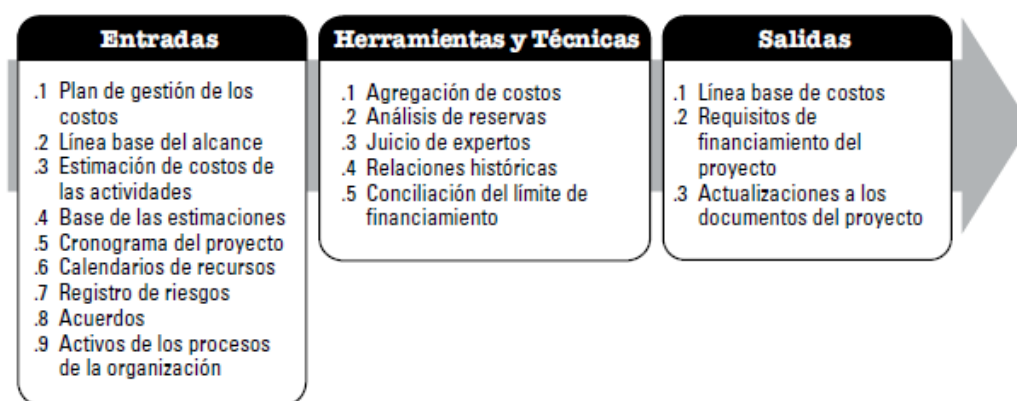 Entradas
.1 Plan de gestión de los
costos
.2 Línea base del alcance
.3 Estimación de costos de
las actividades
.4 Base de las estimaciones
.5 Cronograma del proyecto
.6 Calendarios de recursos
.7 Registro de riesgos
.8 Acuerdos
.9 Activos de los procesos
de la organización
Herramientas y Técnicas
.1 Agregación de costos
.2 Análisis de reservas
.3 Juicio de expertos
.4 Relaciones históricas
.5 Conciliación del límite de
financiamiento
Salidas
.1 Línea base de costos
.2 Requisitos de
financiamiento del
proyecto
.3 Actualizaciones a los
documentos del proyecto